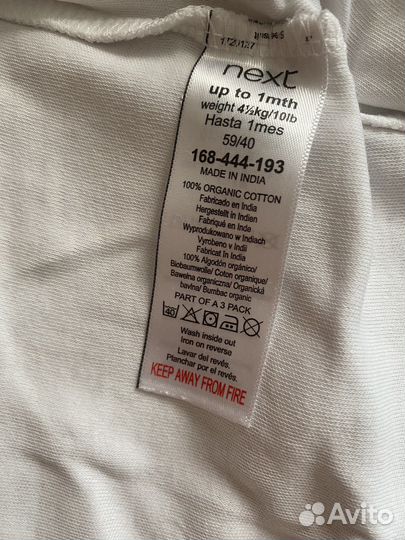 next
up to 1mth
weight 4½kg/10lb
Hasta 1mes
59/40
168-444-193
MADE IN INDIA
100% ORGANIC COTTON
Fabricado en India
Hergestellt in Indien
Fabriqué en Inde
Wyprodukowano w Indiach
Vyrobeno v Indii
Fabricat în India
100% Algodón orgánico/
Biobaumwolle/ Coton organique/
Bawełna organiczna/ Organická
bavlna/ Bumbac organic
PART OF A 3 PACK
40
Wash inside out
Iron on reverse
Lavar del revés.
Planchar por el revés.
KEEP AWAY FROM FIRE
Avito